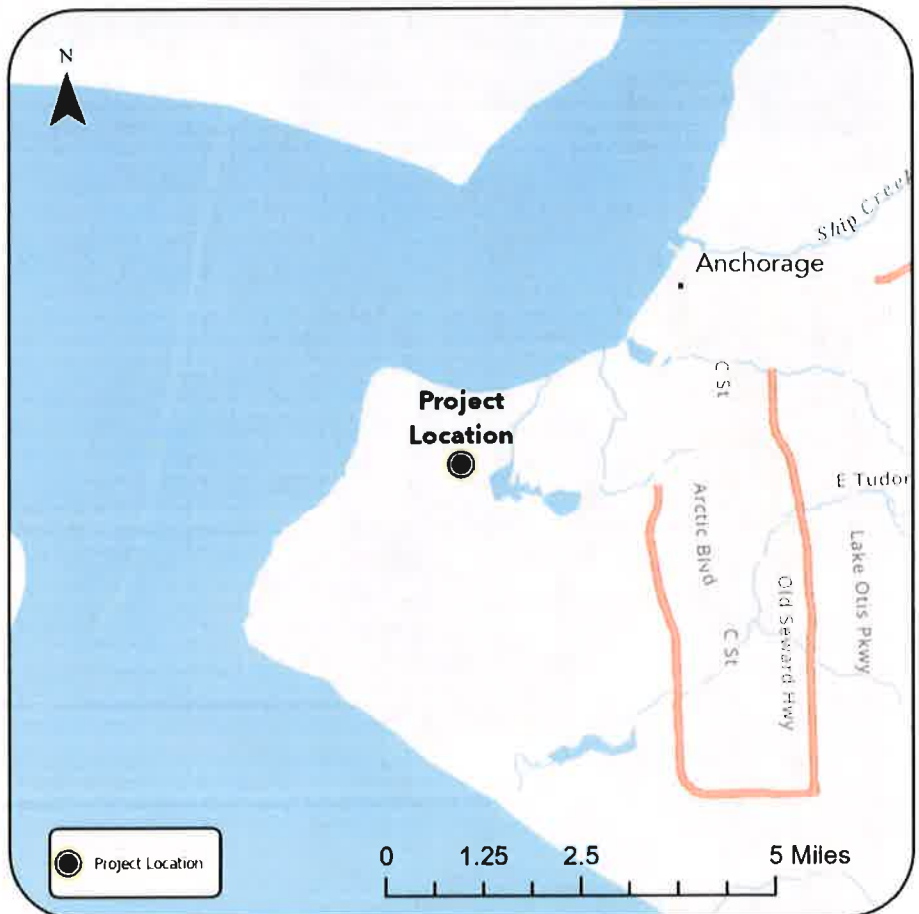 N
Ship Creek
Anchorage
C St
Project
Location
E Tudor
Arctic Blvd
Lake Otis Pkwy
Old Seward Hwy
C St
Project Location
0 1.25 2.5 5 Miles